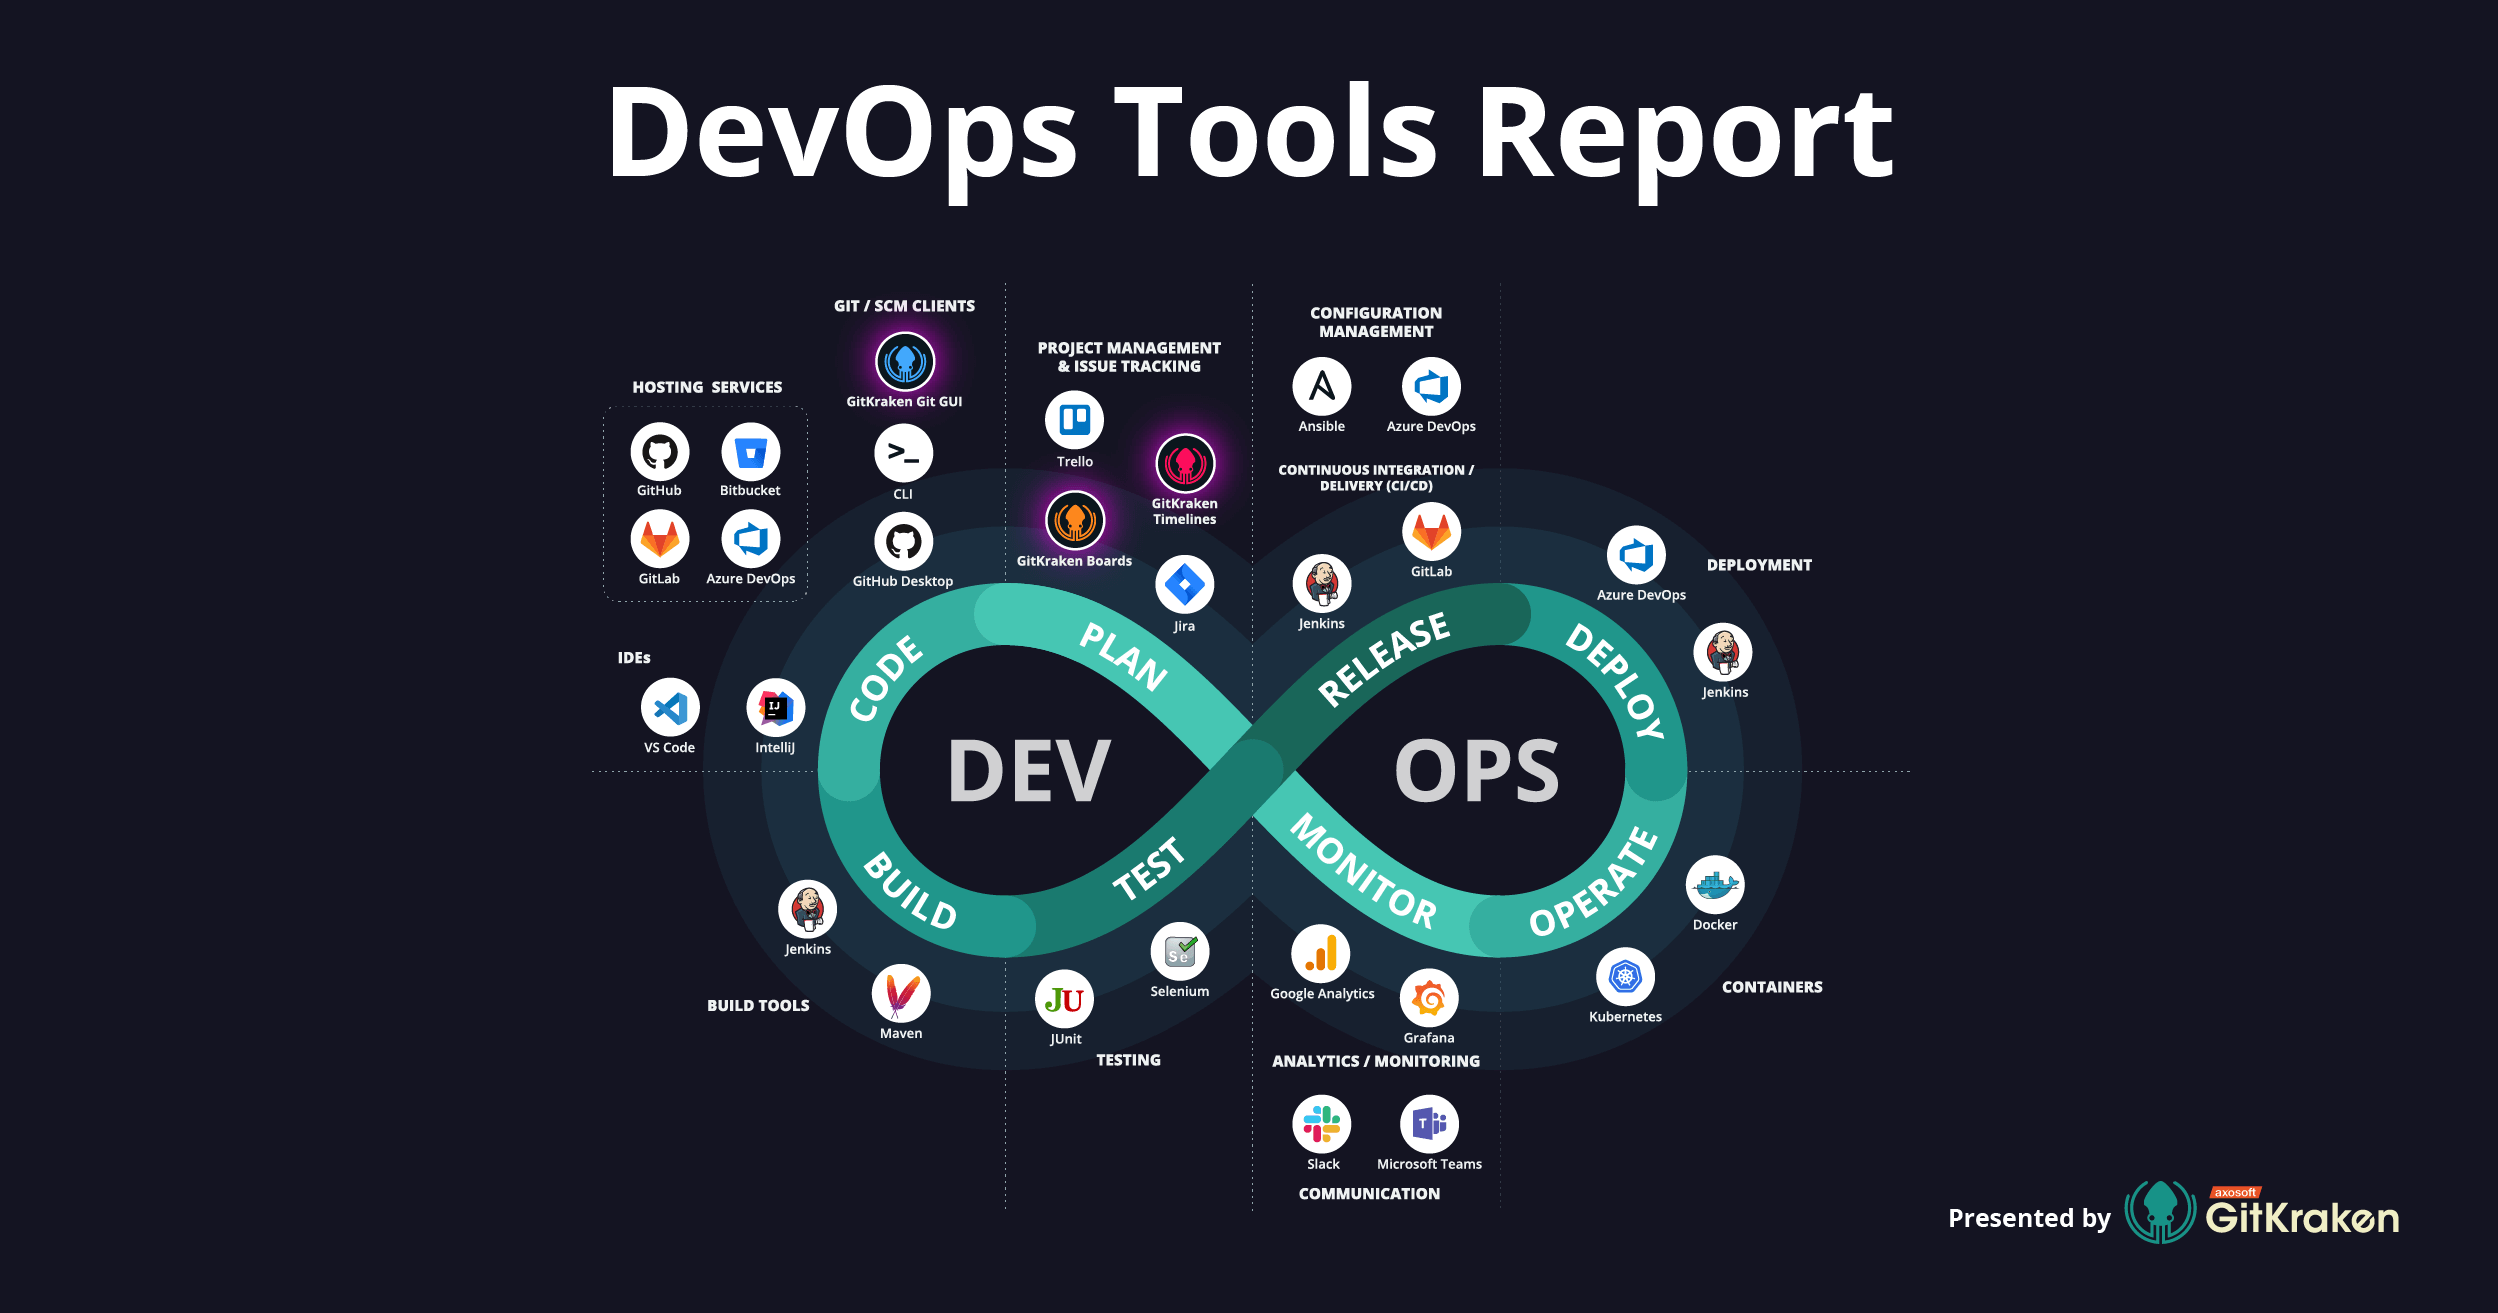 DevOps Tools Report
GIT / SCM CLIENTS
GitKraken Git GUI
CLI
GitHub Desktop
HOSTING SERVICES
GitHub
Bitbucket
GitLab
Azure DevOps
IDEs
VS Code
IntelliJ
IJ
PROJECT MANAGEMENT
& ISSUE TRACKING
Trello
GitKraken
Timelines
GitKraken Boards
Jira
CONFIGURATION
MANAGEMENT
Ansible
Azure DevOps
CONTINUOUS INTEGRATION /
DELIVERY (CI/CD)
GitLab
Jenkins
DEPLOYMENT
Azure DevOps
Jenkins
CODE
PLAN
RELEASE
DEPLOY
DEV
OPS
BUILD
TEST
MONITOR
OPERATE
Jenkins
Maven
BUILD TOOLS
Se
Selenium
JU
JUnit
TESTING
Google Analytics
Grafana
ANALYTICS / MONITORING
Slack
T
Microsoft Teams
COMMUNICATION
Docker
Kubernetes
CONTAINERS
Presented by
axosoft
GitKraken